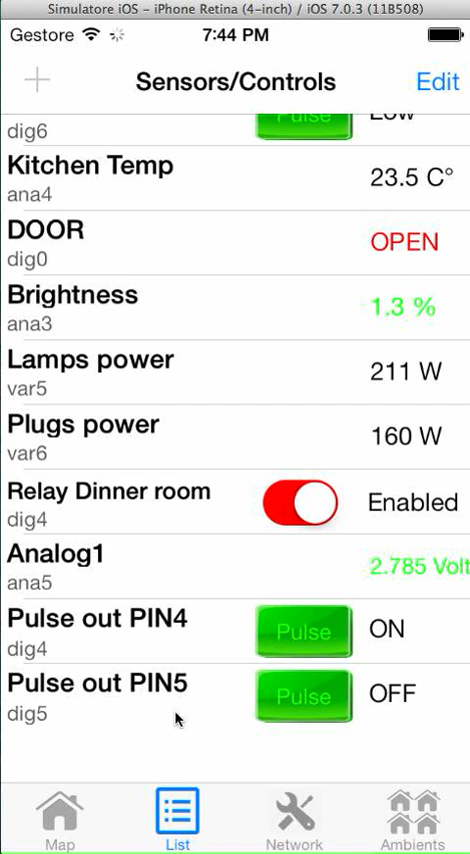 Simulatore iOS - iPhone Retina (4-inch) / iOS 7.0.3 (11B508)
Gestore 7:44 PM
+ Sensors/Controls Edit
Pulse Low
dig6
Kitchen Temp 23.5 C°
ana4
DOOR OPEN
dig0
Brightness 1.3 %
ana3
Lamps power 211 W
var5
Plugs power 160 W
var6
Relay Dinner room Enabled
dig4
Analog1 2.785 Volt
ana5
Pulse out PIN4 Pulse ON
dig4
Pulse out PIN5 Pulse OFF
dig5
Map List Network Ambients